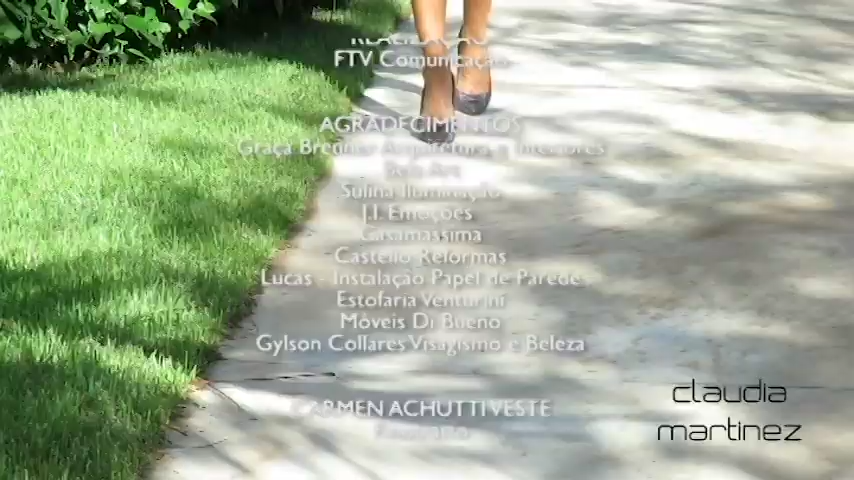 REALIZAÇÃO
FTV Comunicação
AGRADECIMENTOS
Graça Brenner Arquitetura e Interiores
Sulina Iluminação
J.I. Emoções
Casamassima
Castello Reformas
Lucas - Instalação Papel de Parede
Estofaria Venturini
Móveis Di Bueno
Gylson Collares Visagismo e Beleza
CARMEN ACHUTTI VESTE
claudia
martinez